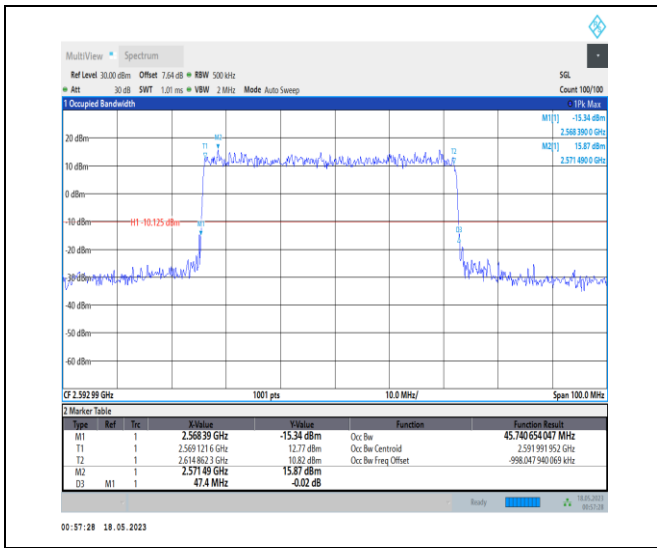 MultiView Spectrum
Ref Level 30.00 dBm Offset 7.64 dB RBW 500 kHz SGL
Att 30 dB SWT 1.01 ms VBW 2 MHz Mode Auto Sweep Count 100/100
1 Occupied Bandwidth 1Pk Max
M1[1] -15.34 dBm
2.568 390 0 GHz
M2[1] 15.87 dBm
2.571 490 0 GHz
20 dBm
T1 M2 T2
10 dBm
0 dBm
-10 dBm H1 -10.125 dBm M1
D3
-20 dBm
-30 dBm
-40 dBm
-50 dBm
-60 dBm
CF 2.592 99 GHz 1001 pts 10.0 MHz/ Span 100.0 MHz
2 Marker Table
Type Ref Trc X-Value Y-Value Function Function Result
M1 1 2.568 39 GHz -15.34 dBm Occ Bw 45.740 654 047 MHz
T1 1 2.569 121 6 GHz 12.77 dBm Occ Bw Centroid 2.591 991 952 GHz
T2 1 2.614 862 3 GHz 10.82 dBm Occ Bw Freq Offset -998.047 940 069 kHz
M2 1 2.571 49 GHz 15.87 dBm
D3 M1 1 47.4 MHz -0.02 dB
Ready 18.05.2023
00:57:28
00:57:28 18.05.2023